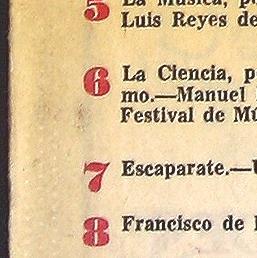 5 La Música, p
Luis Reyes de
6 La Ciencia, p
mo.—Manuel
Festival de Mú
7 Escaparate.—
8 Francisco de